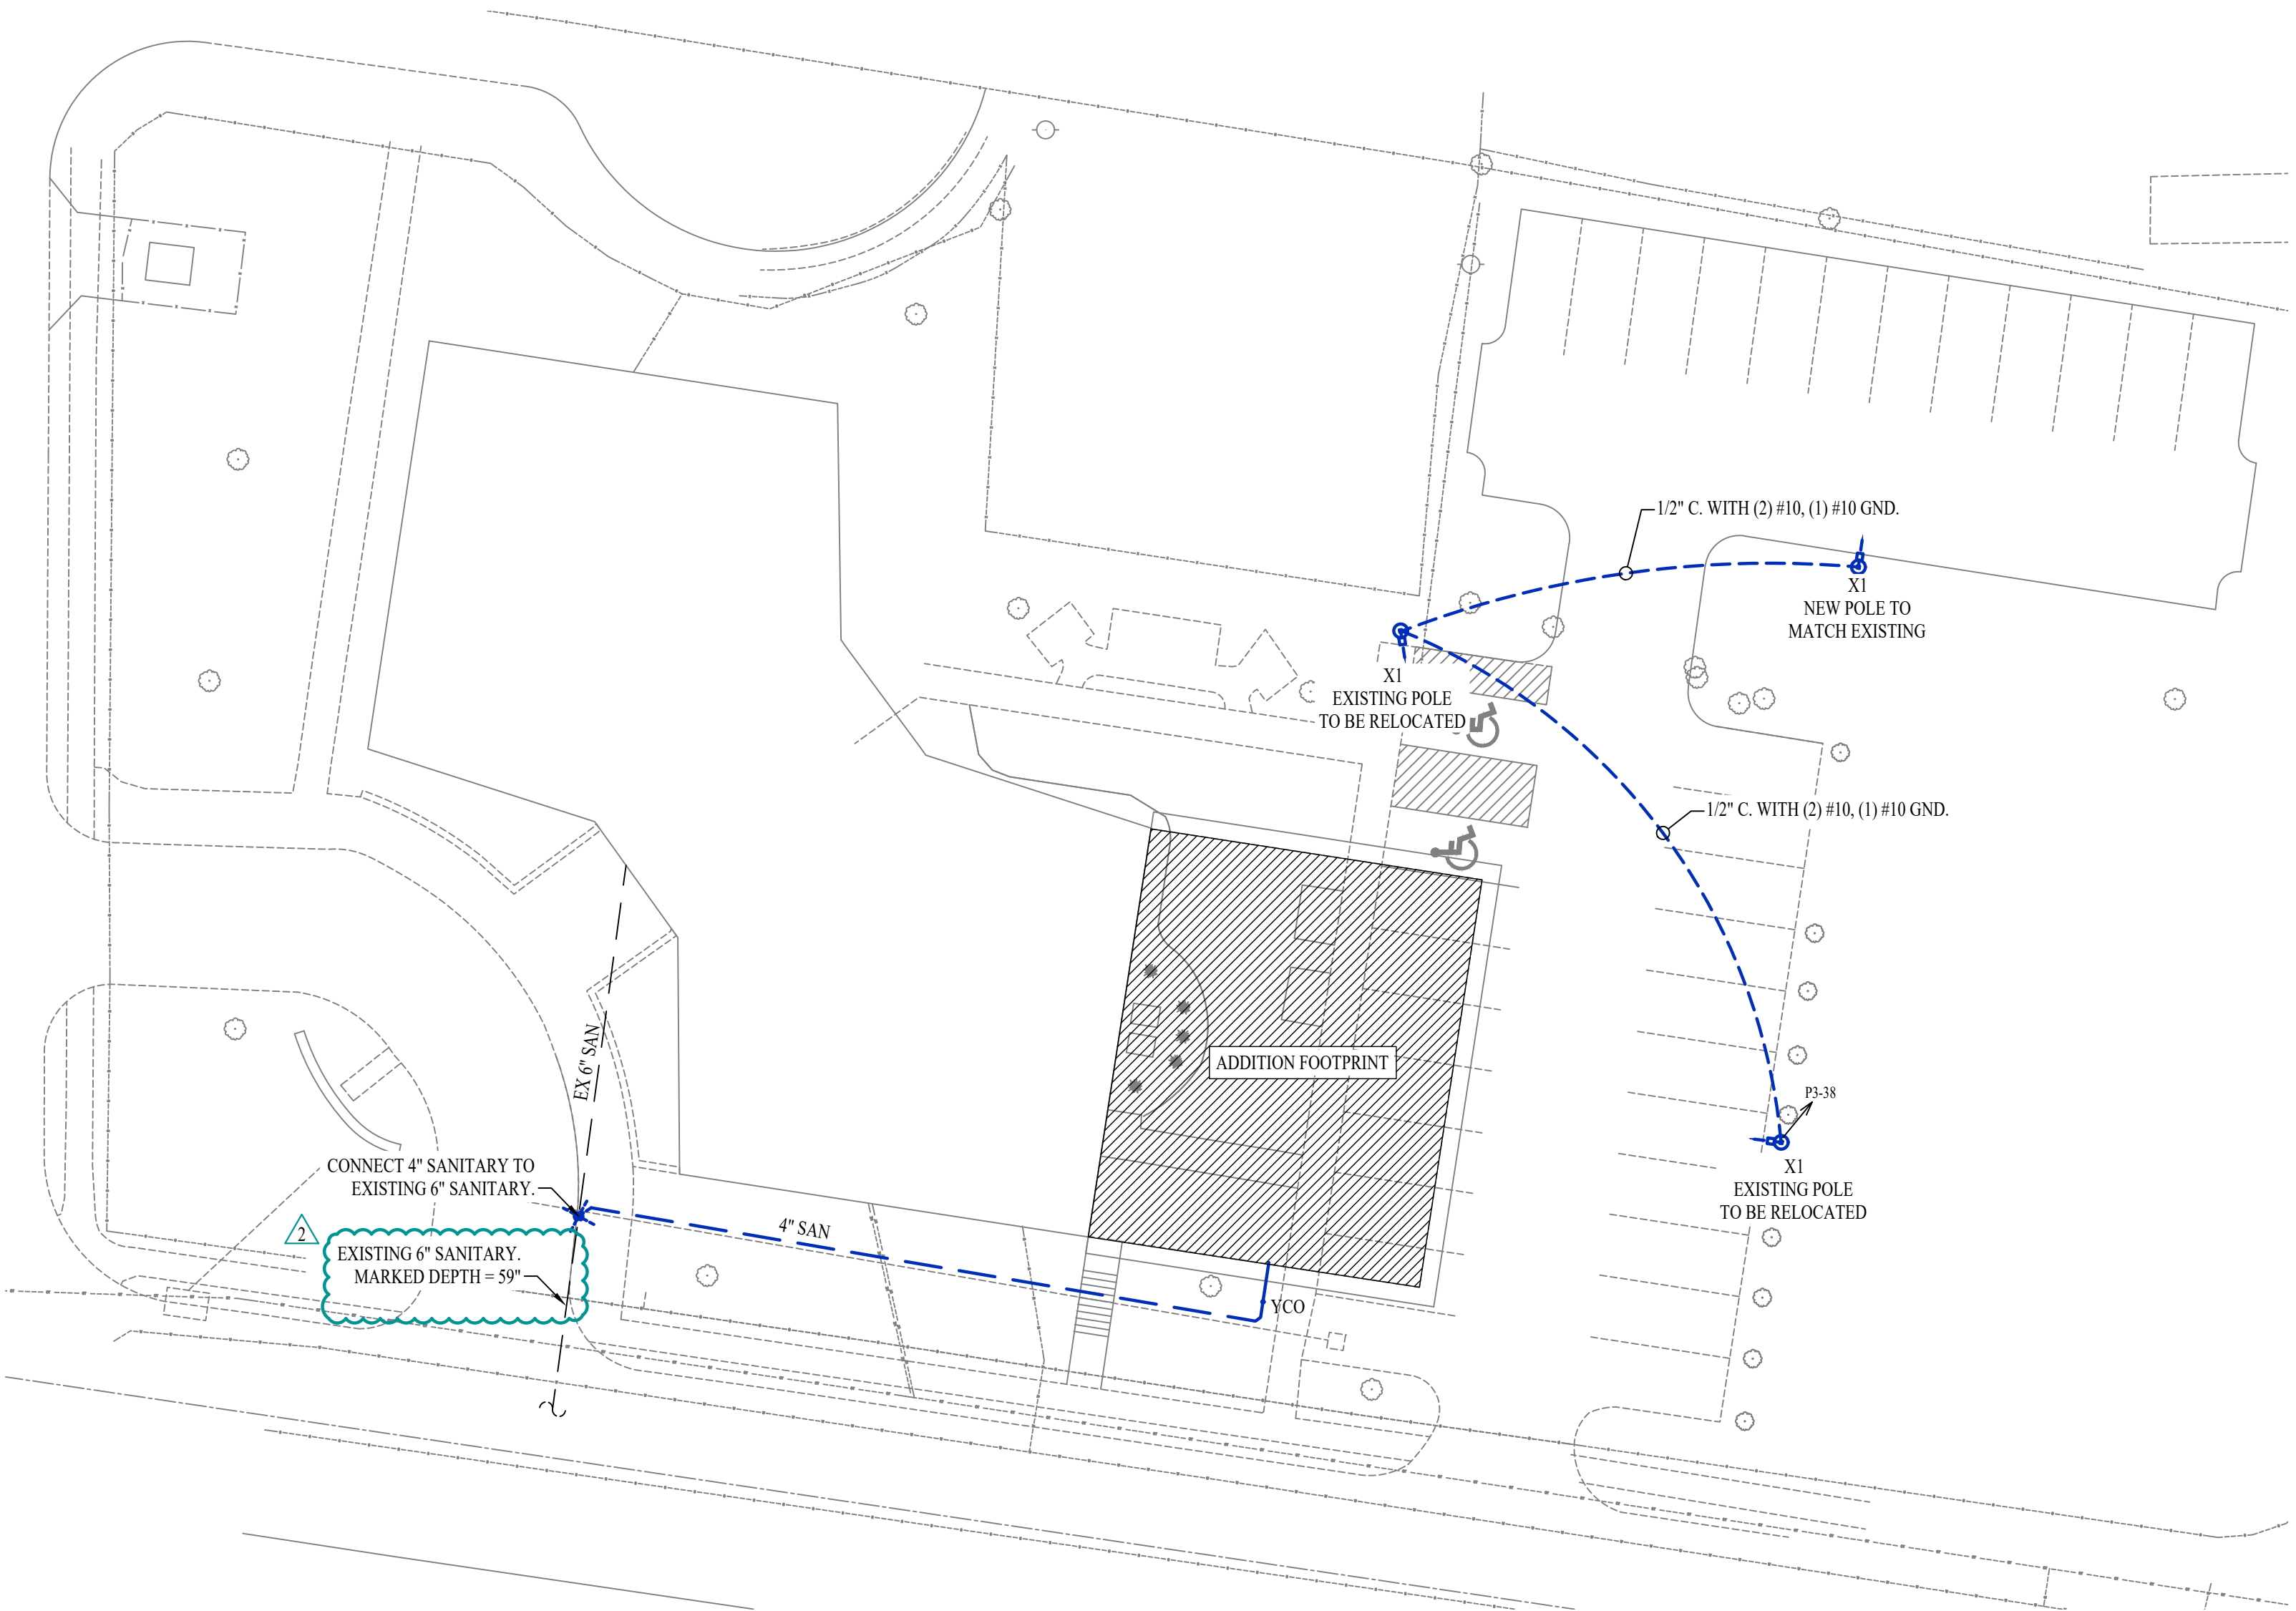 1/2" C. WITH (2) #10, (1) #10 GND.
X1
NEW POLE TO
MATCH EXISTING
X1
EXISTING POLE
TO BE RELOCATED
1/2" C. WITH (2) #10, (1) #10 GND.
EX 6" SAN
ADDITION FOOTPRINT
P3-38
X1
EXISTING POLE
TO BE RELOCATED
CONNECT 4" SANITARY TO
EXISTING 6" SANITARY.
4" SAN
2
EXISTING 6" SANITARY.
MARKED DEPTH = 59"
YCO